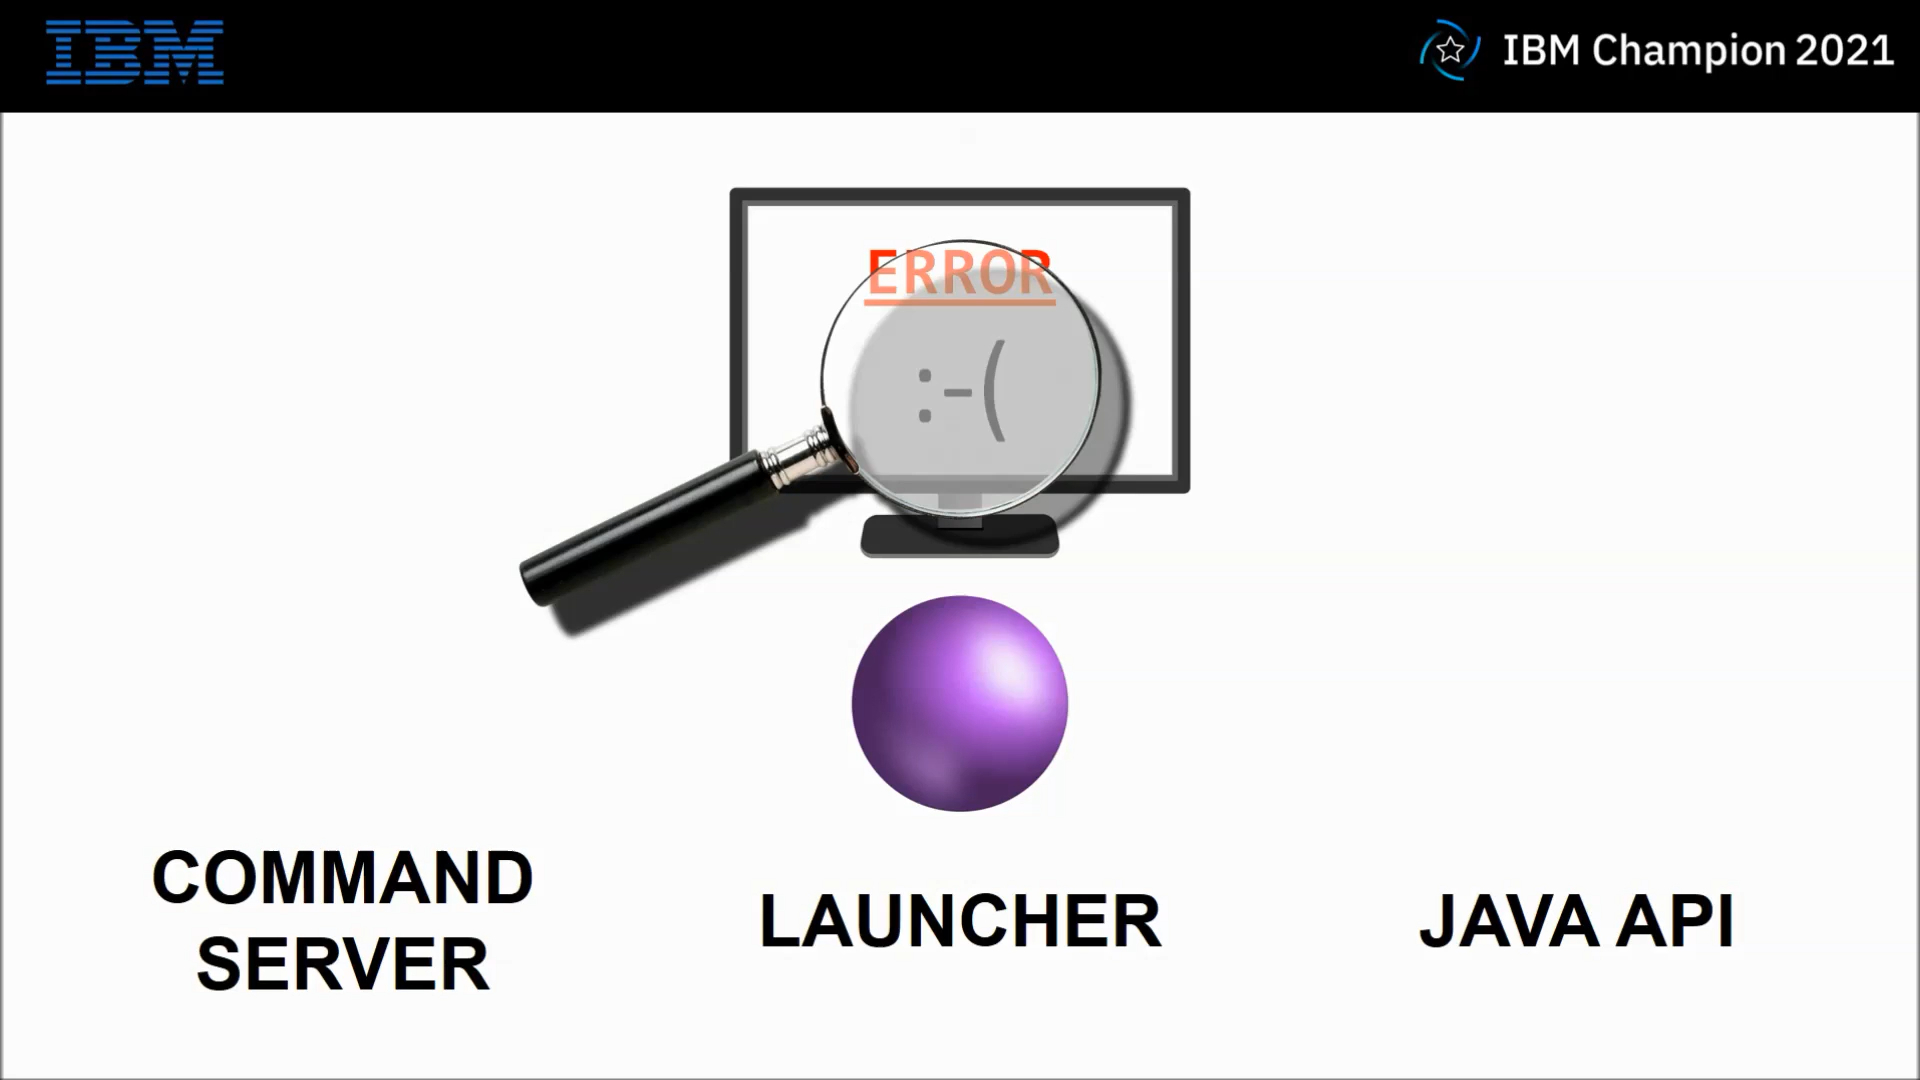 IBM
IBM Champion 2021
ERROR
:-(
COMMAND
SERVER
LAUNCHER
JAVA API